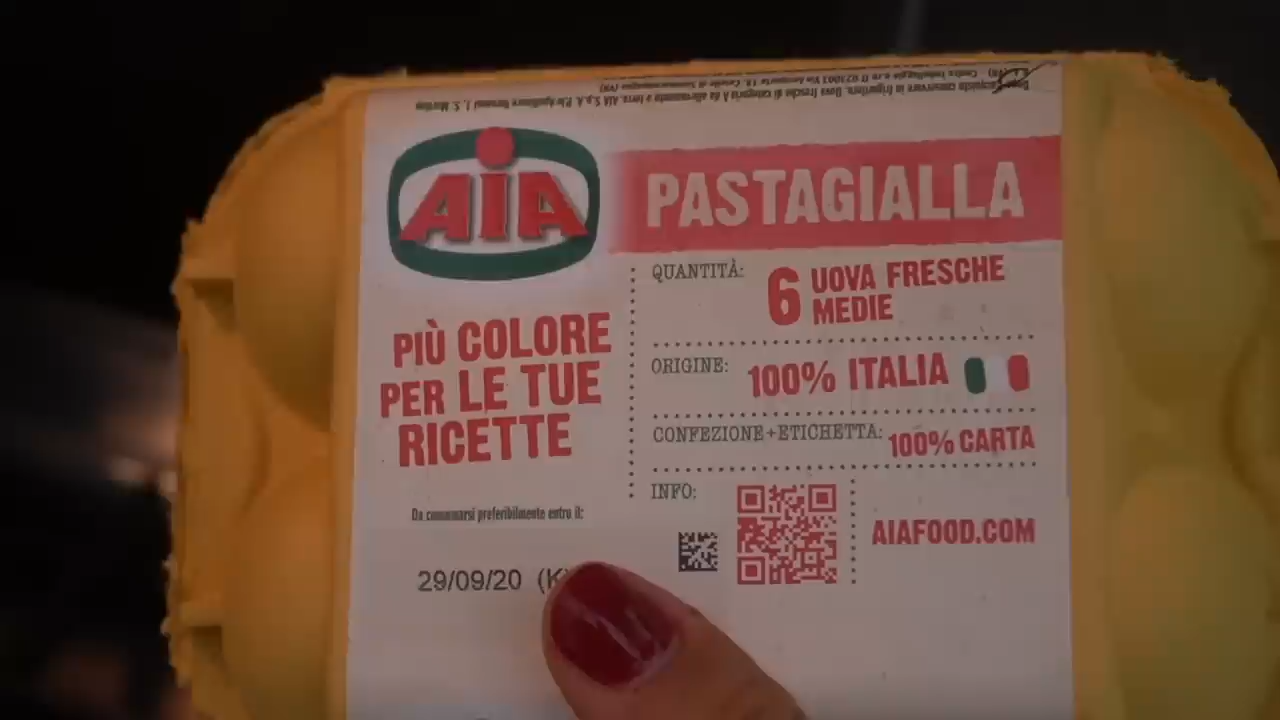 AIA
PASTAGIALLA
QUANTITÀ: 6 UOVA FRESCHE
MEDIE
PIÙ COLORE
PER LE TUE
RICETTE
ORIGINE: 100% ITALIA
CONFEZIONE+ETICHETTA: 100% CARTA
INFO:
AIAFOOD.COM
Da consumarsi preferibilmente entro il:
29/09/20 (K